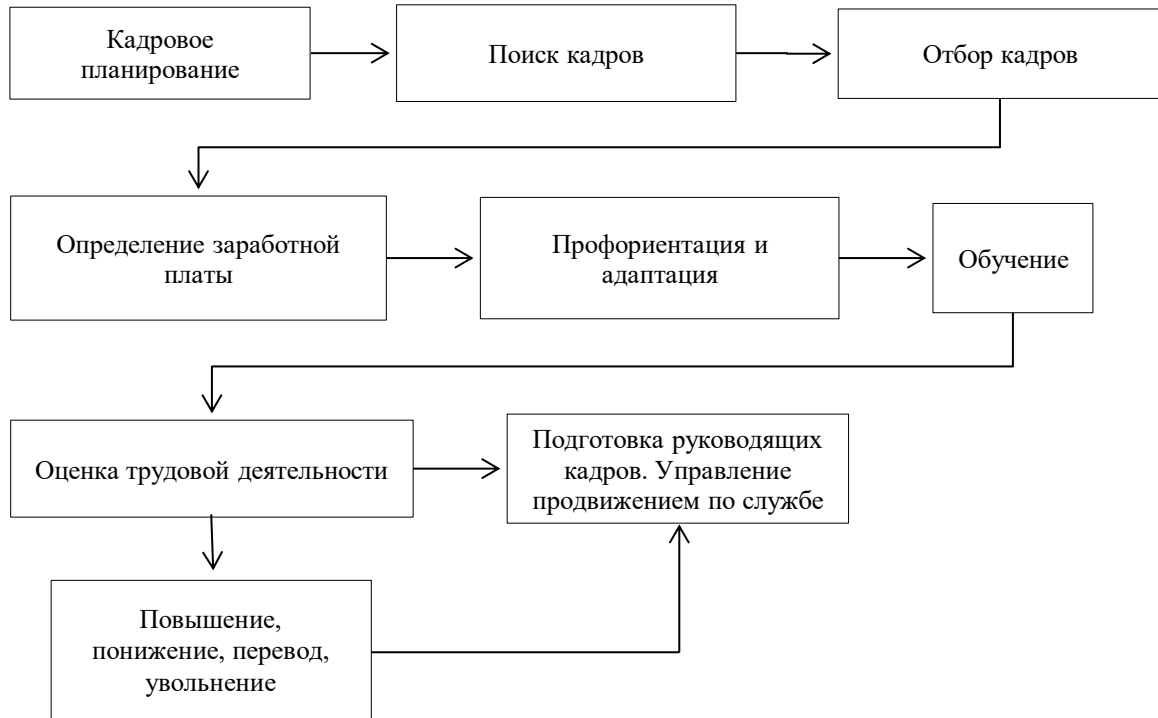 Кадровое
планирование
Поиск кадров
Отбор кадров
Определение заработной
платы
Профориентация и
адаптация
Обучение
Оценка трудовой деятельности
Подготовка руководящих
кадров. Управление
продвижением по службе
Повышение,
понижение, перевод,
увольнение